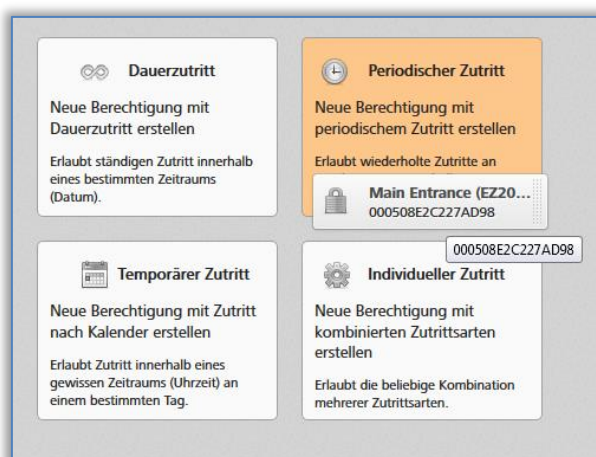 Dauerzutritt
Neue Berechtigung mit
Dauerzutritt erstellen
Erlaubt ständigen Zutritt innerhalb
eines bestimmten Zeitraums
(Datum).
Periodischer Zutritt
Neue Berechtigung mit
periodischem Zutritt erstellen
Erlaubt wiederholte Zutritte an
Main Entrance (EZ20...
000508E2C227AD98
000508E2C227AD98
Temporärer Zutritt
Neue Berechtigung mit Zutritt
nach Kalender erstellen
Erlaubt Zutritt innerhalb eines
gewissen Zeitraums (Uhrzeit) an
einem bestimmten Tag.
Individueller Zutritt
Neue Berechtigung mit
kombinierten Zutrittsarten
erstellen
Erlaubt die beliebige Kombination
mehrerer Zutrittsarten.